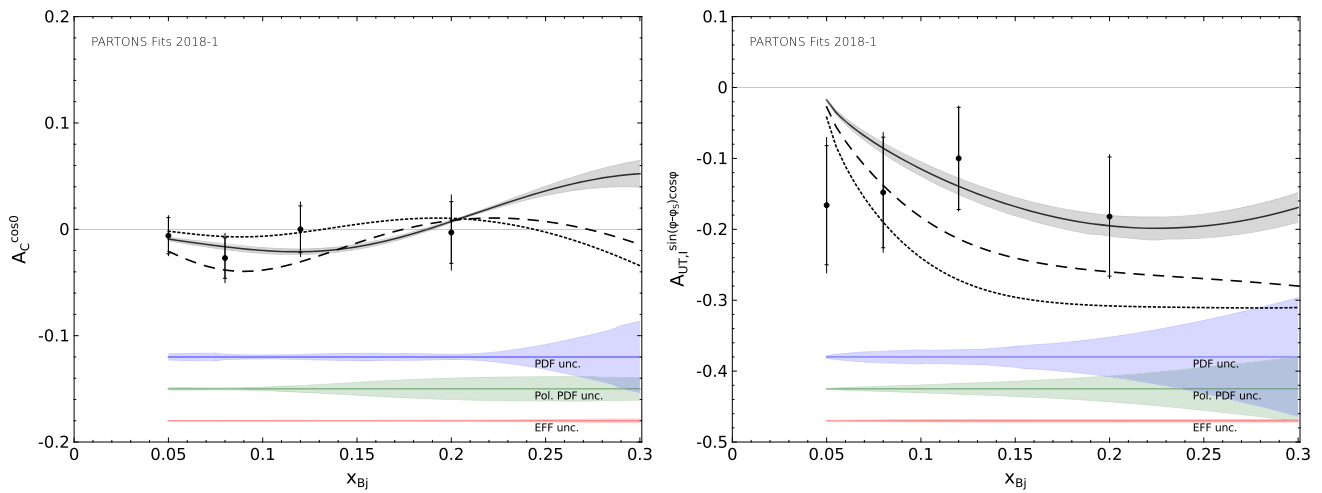 PARTONS Fits 2018-1
0.2
0.1
0
-0.1
-0.2
A_C^cos0
PDF unc.
Pol. PDF unc.
EFF unc.
0 0.05 0.1 0.15 0.2 0.25 0.3
x_Bj
PARTONS Fits 2018-1
0.1
0
-0.1
-0.2
-0.3
-0.4
-0.5
A_UT,I^sin(φ-φ_S)cosφ
PDF unc.
Pol. PDF unc.
EFF unc.
0 0.05 0.1 0.15 0.2 0.25 0.3
x_Bj